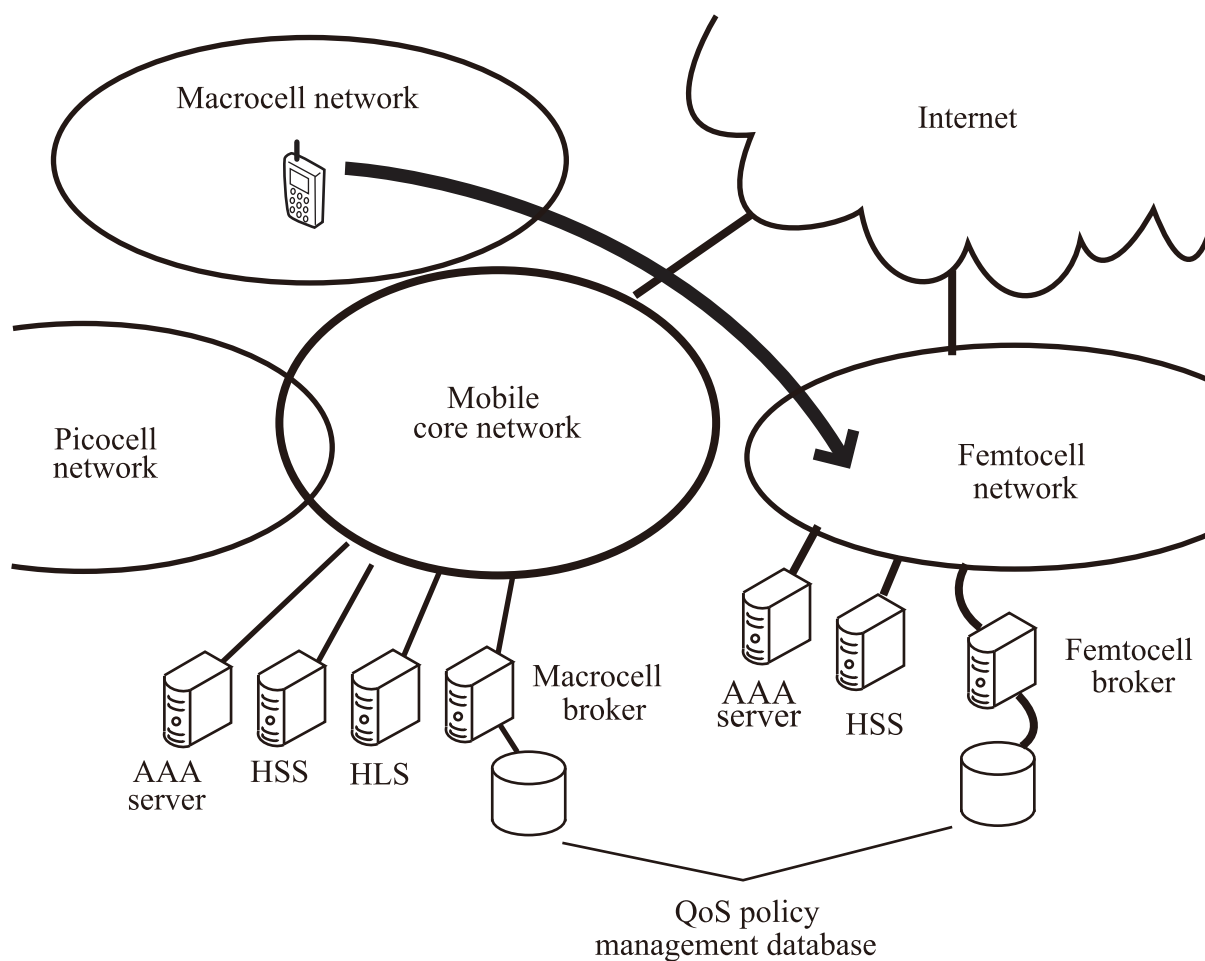 Macrocell network
Internet
Mobile
core network
Picocell
network
Femtocell
network
Macrocell
broker
Femtocell
broker
AAA
server
HSS
HLS
AAA
server
HSS
QoS policy
management database